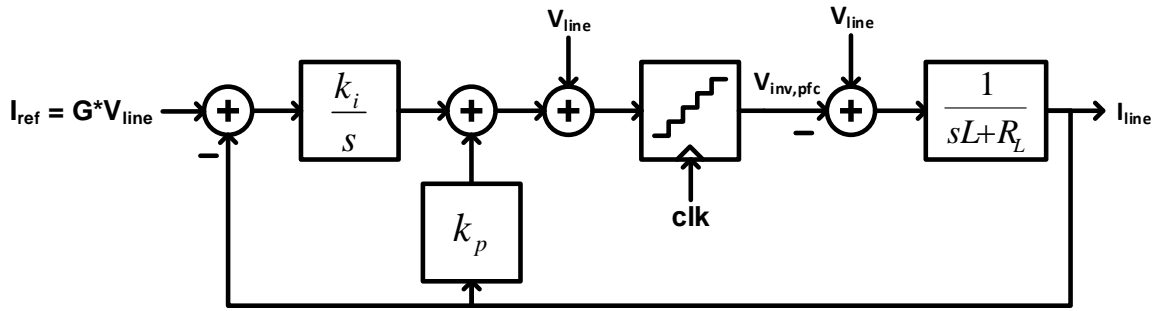 V_line
V_line
I_ref = G*V_line
+
−
k_i
s
+
+
V_inv,pfc
+
−
1
sL+R_L
I_line
k_p
clk